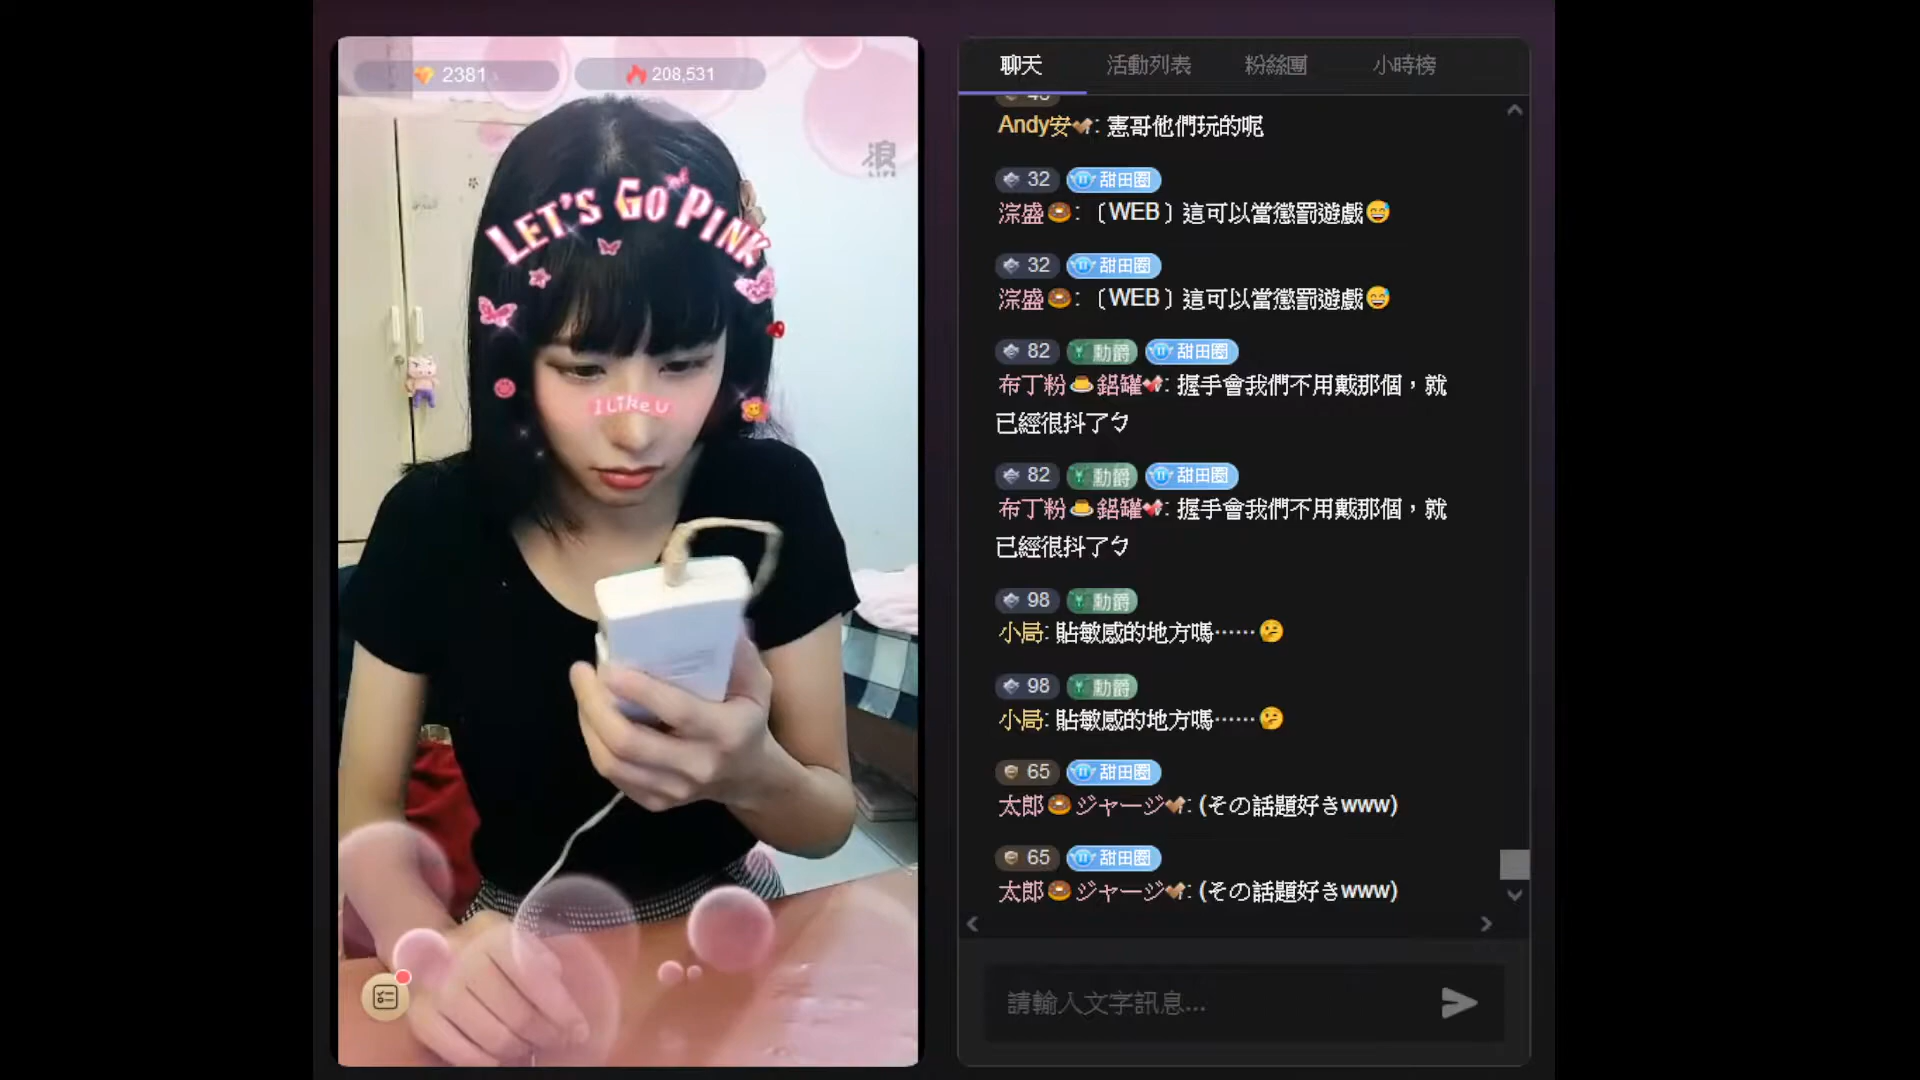 2381
208,531
浪
LIFE
LET'S GO PINK
I Like U
聊天
活動列表
粉絲團
小時榜
48
Andy安: 憲哥他們玩的呢
32 甜田圈
淙盛🍩: 〔WEB〕這可以當懲罰遊戲😅
32 甜田圈
淙盛🍩: 〔WEB〕這可以當懲罰遊戲😅
82 勳爵 甜田圈
布丁粉🍮鋁罐: 握手會我們不用戴那個，就
已經很抖了ㄅ
82 勳爵 甜田圈
布丁粉🍮鋁罐: 握手會我們不用戴那個，就
已經很抖了ㄅ
98 勳爵
小局: 貼敏感的地方嗎……🤔
98 勳爵
小局: 貼敏感的地方嗎……🤔
65 甜田圈
太郎🍩ジャージ: (その話題好きwww)
65 甜田圈
太郎🍩ジャージ: (その話題好きwww)
請輸入文字訊息...